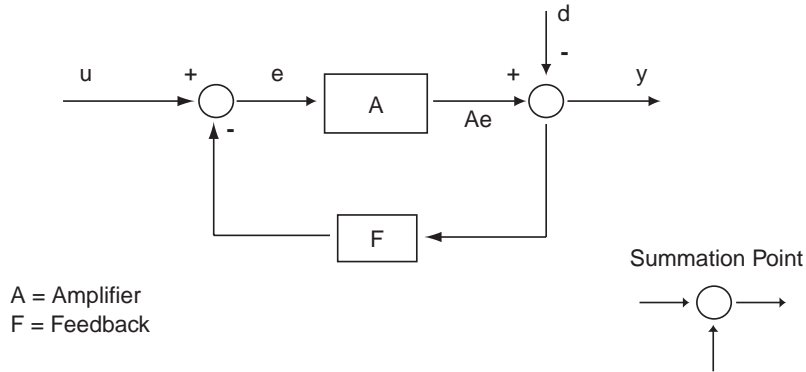 d
-
u
+
e
A
+
Ae
y
-
F
Summation Point
A = Amplifier
F = Feedback